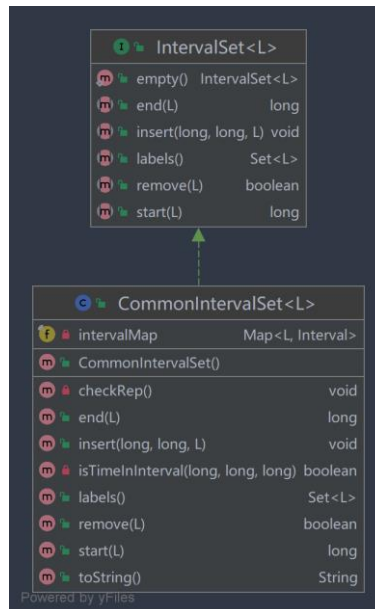 IntervalSet<L>
empty() IntervalSet<L>
end(L) long
insert(long, long, L) void
labels() Set<L>
remove(L) boolean
start(L) long
CommonIntervalSet<L>
intervalMap Map<L, Interval>
CommonIntervalSet()
checkRep() void
end(L) long
insert(long, long, L) void
isTimeInInterval(long, long, long) boolean
labels() Set<L>
remove(L) boolean
start(L) long
toString() String
Powered by yFiles